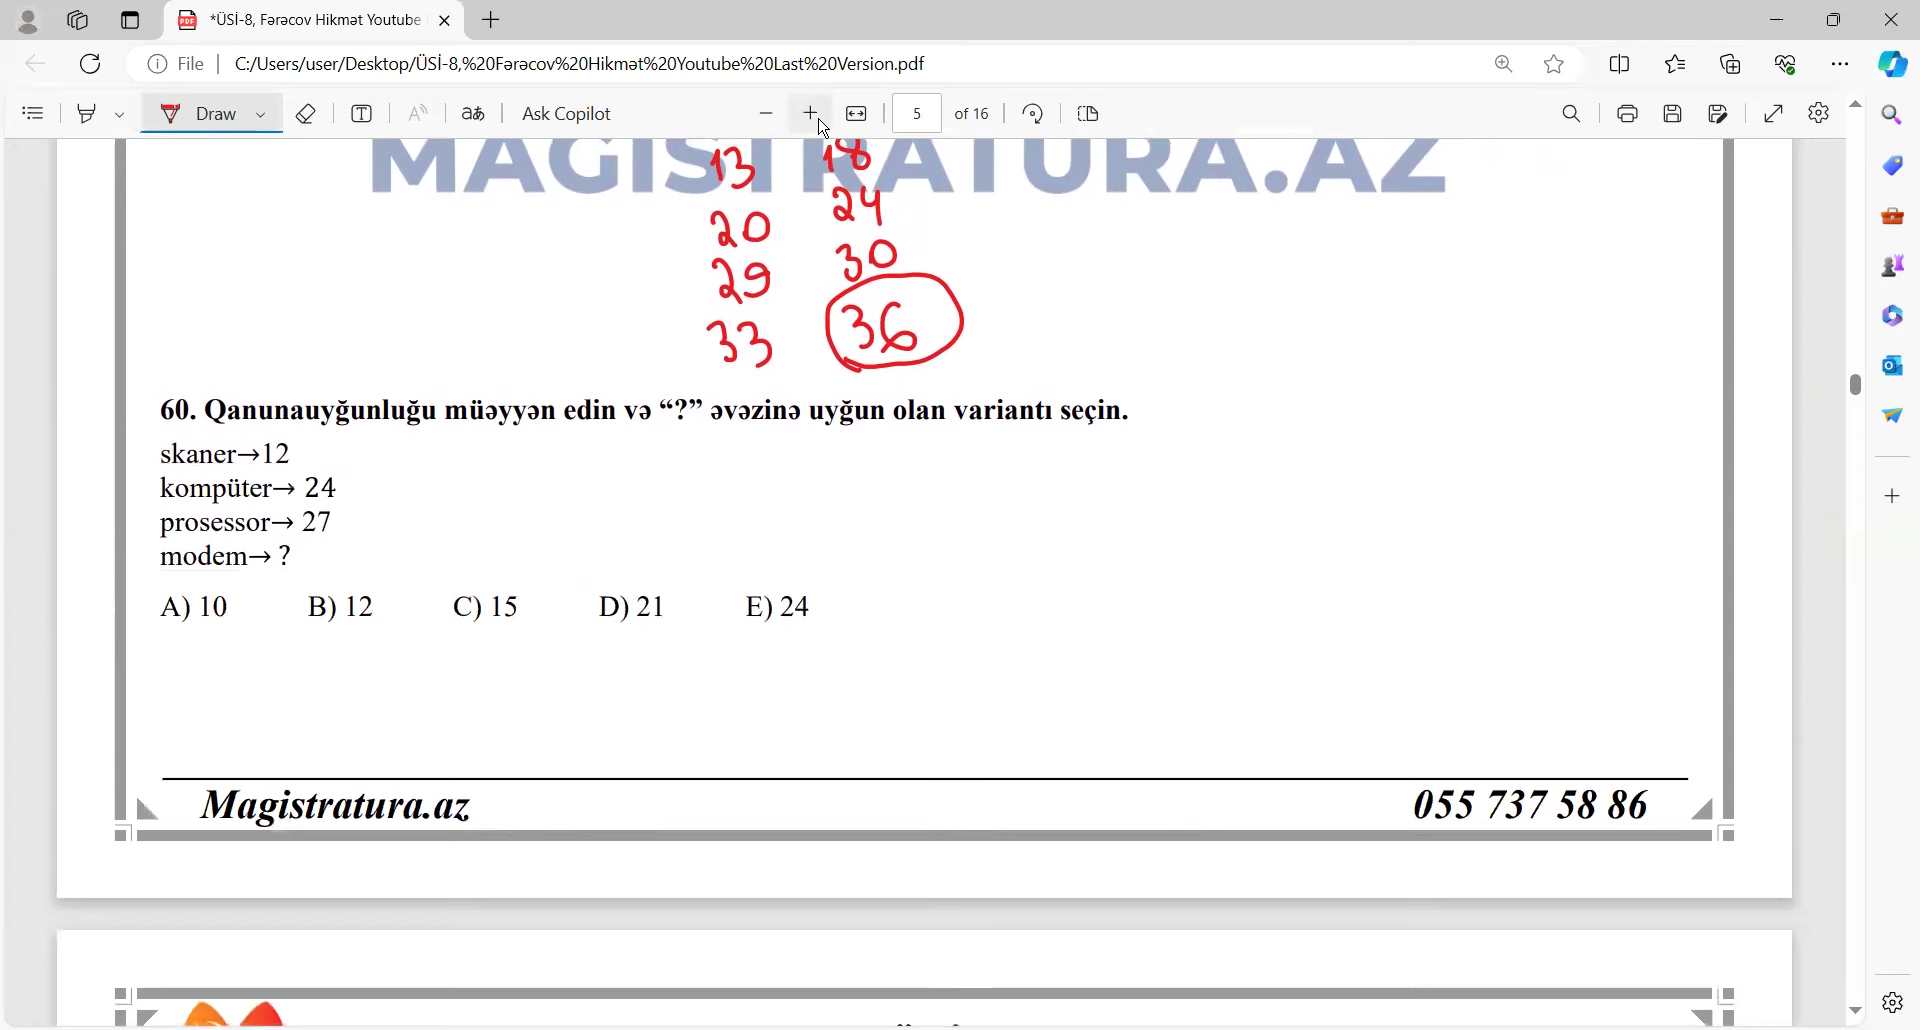 *ÜSİ-8, Fərəcov Hikmət Youtube
File
C:/Users/user/Desktop/ÜSİ-8,%20Fərəcov%20Hikmət%20Youtube%20Last%20Version.pdf
Draw
Ask Copilot
5
of 16
MAGİSTRATURA.AZ
13 18
20 24
29 30
33 36
60. Qanunauyğunluğu müəyyən edin və “?” əvəzinə uyğun olan variantı seçin.
skaner→12
kompüter→ 24
prosessor→ 27
modem→ ?
A) 10 B) 12 C) 15 D) 21 E) 24
Magistratura.az 055 737 58 86